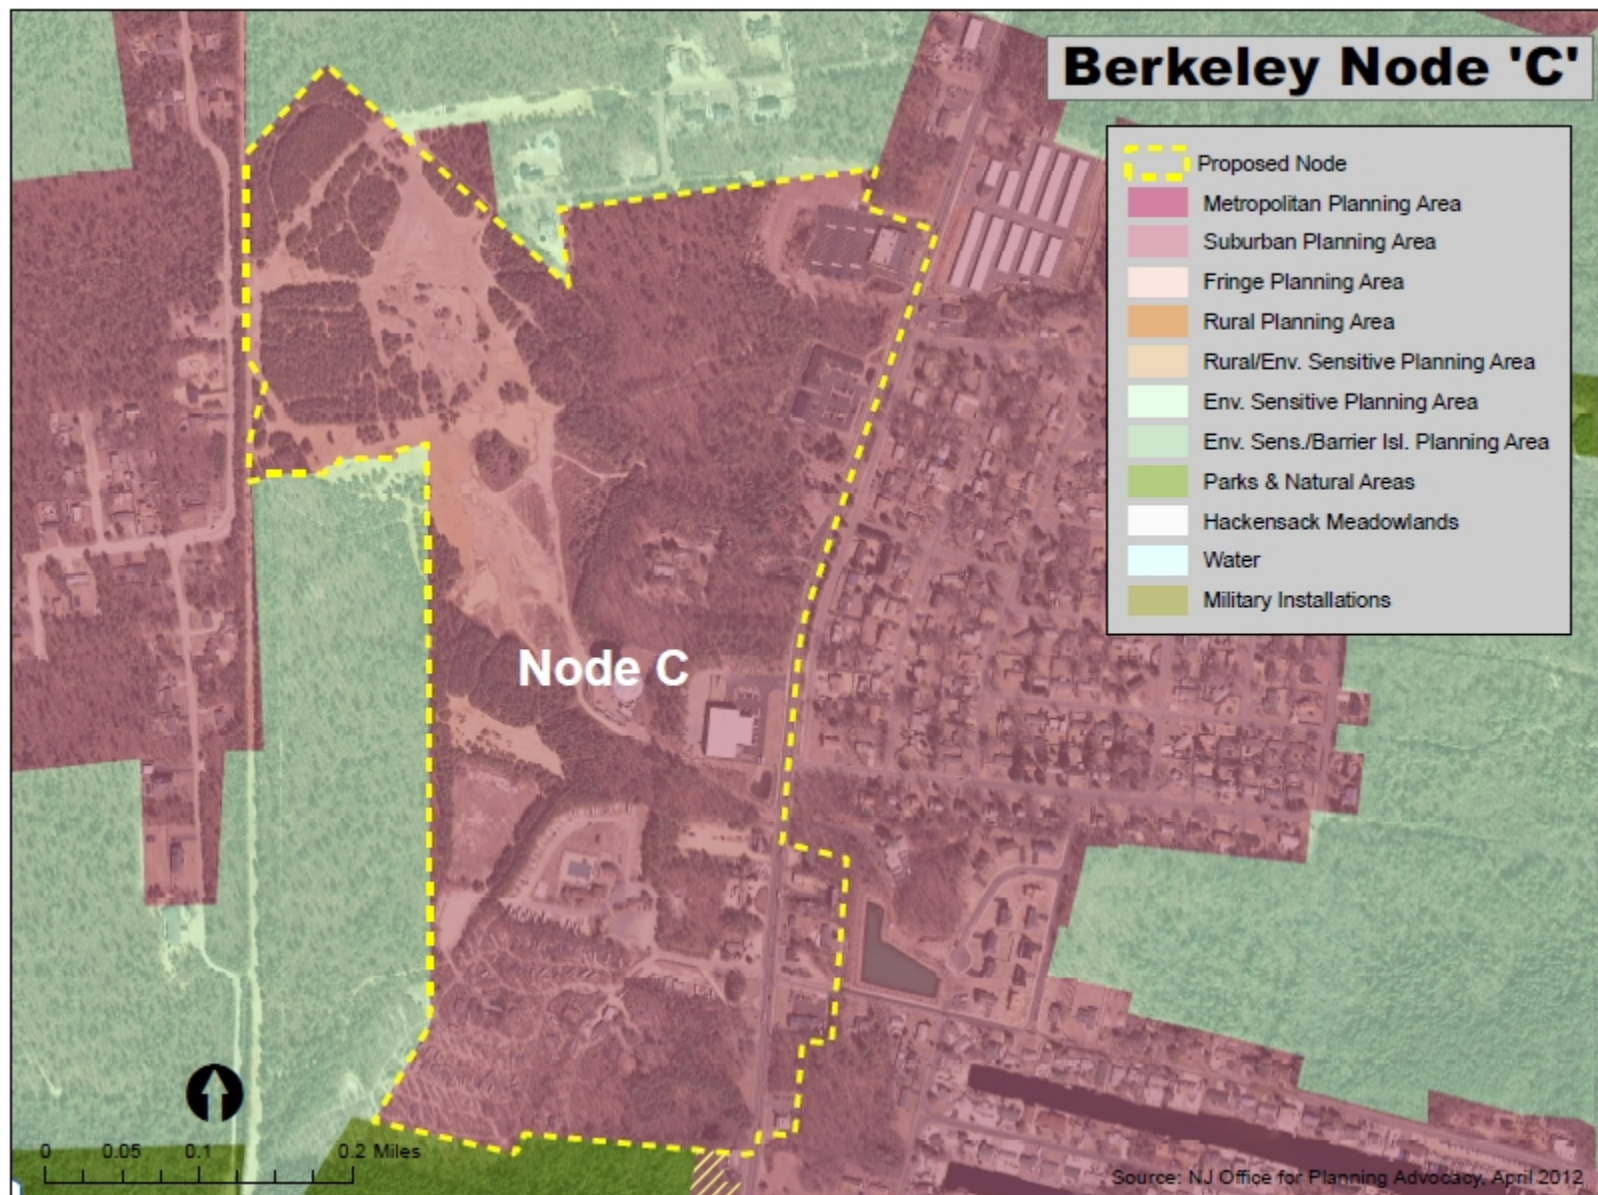 Berkeley Node 'C'
Proposed Node
Metropolitan Planning Area
Suburban Planning Area
Fringe Planning Area
Rural Planning Area
Rural/Env. Sensitive Planning Area
Env. Sensitive Planning Area
Env. Sens./Barrier Isl. Planning Area
Parks & Natural Areas
Hackensack Meadowlands
Water
Military Installations
Node C
0 0.05 0.1 0.2 Miles
Source: NJ Office for Planning Advocacy, April 2012